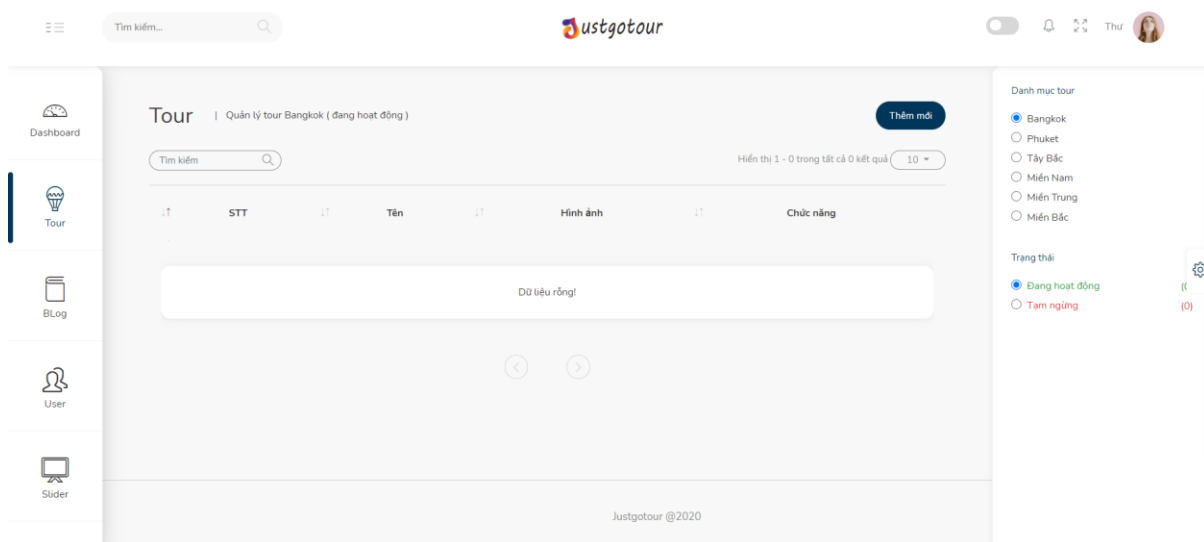 Tìm kiếm...
Justgotour
Thư
Dashboard
Tour
BLog
User
Slider
Tour | Quản lý tour Bangkok ( đang hoạt động )
Thêm mới
Tìm kiếm
Hiển thị 1 - 0 trong tất cả 0 kết quả 10
STT Tên Hình ảnh Chức năng
Dữ liệu rỗng!
Justgotour @2020
Danh mục tour
Bangkok
Phuket
Tây Bắc
Miền Nam
Miền Trung
Miền Bắc
Trạng thái
Đang hoạt động
Tạm ngừng (0)